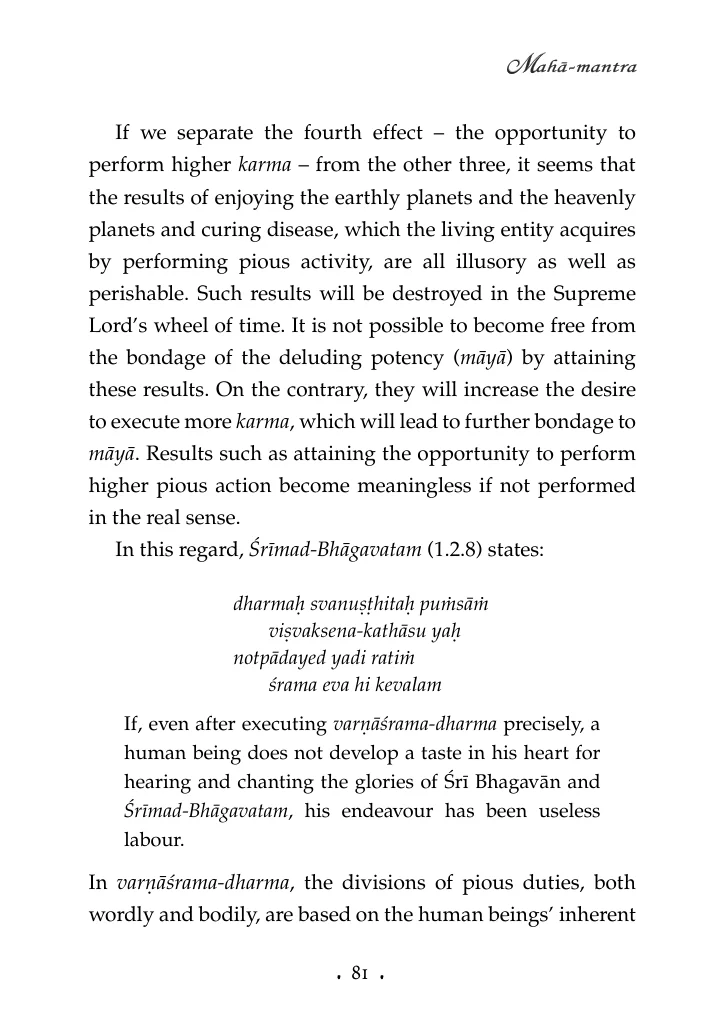 Mahā-mantra
If we separate the fourth effect – the opportunity to
perform higher karma – from the other three, it seems that
the results of enjoying the earthly planets and the heavenly
planets and curing disease, which the living entity acquires
by performing pious activity, are all illusory as well as
perishable. Such results will be destroyed in the Supreme
Lord’s wheel of time. It is not possible to become free from
the bondage of the deluding potency (māyā) by attaining
these results. On the contrary, they will increase the desire
to execute more karma, which will lead to further bondage to
māyā. Results such as attaining the opportunity to perform
higher pious action become meaningless if not performed
in the real sense.
In this regard, Śrīmad-Bhāgavatam (1.2.8) states:
dharmaḥ svanuṣṭhitaḥ puṁsāṁ
viṣvaksena-kathāsu yaḥ
notpādayed yadi ratiṁ
śrama eva hi kevalam
If, even after executing varṇāśrama-dharma precisely, a
human being does not develop a taste in his heart for
hearing and chanting the glories of Śrī Bhagavān and
Śrīmad-Bhāgavatam, his endeavour has been useless
labour.
In varṇāśrama-dharma, the divisions of pious duties, both
wordly and bodily, are based on the human beings’ inherent
. 81 .